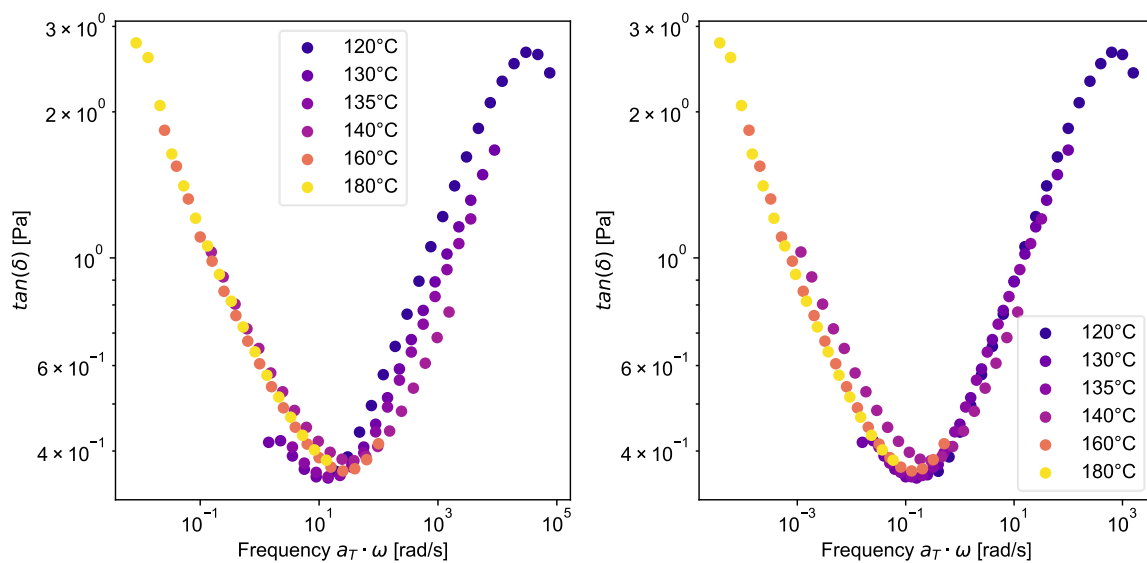 3 × 10⁰
2 × 10⁰
10⁰
6 × 10⁻¹
4 × 10⁻¹
tan(δ) [Pa]
120°C
130°C
135°C
140°C
160°C
180°C
10⁻¹ 10¹ 10³ 10⁵
Frequency a_T · ω [rad/s]
3 × 10⁰
2 × 10⁰
10⁰
6 × 10⁻¹
4 × 10⁻¹
tan(δ) [Pa]
120°C
130°C
135°C
140°C
160°C
180°C
10⁻³ 10⁻¹ 10¹ 10³
Frequency a_T · ω [rad/s]